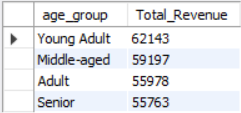 age_group Total_Revenue
Young Adult 62143
Middle-aged 59197
Adult 55978
Senior 55763